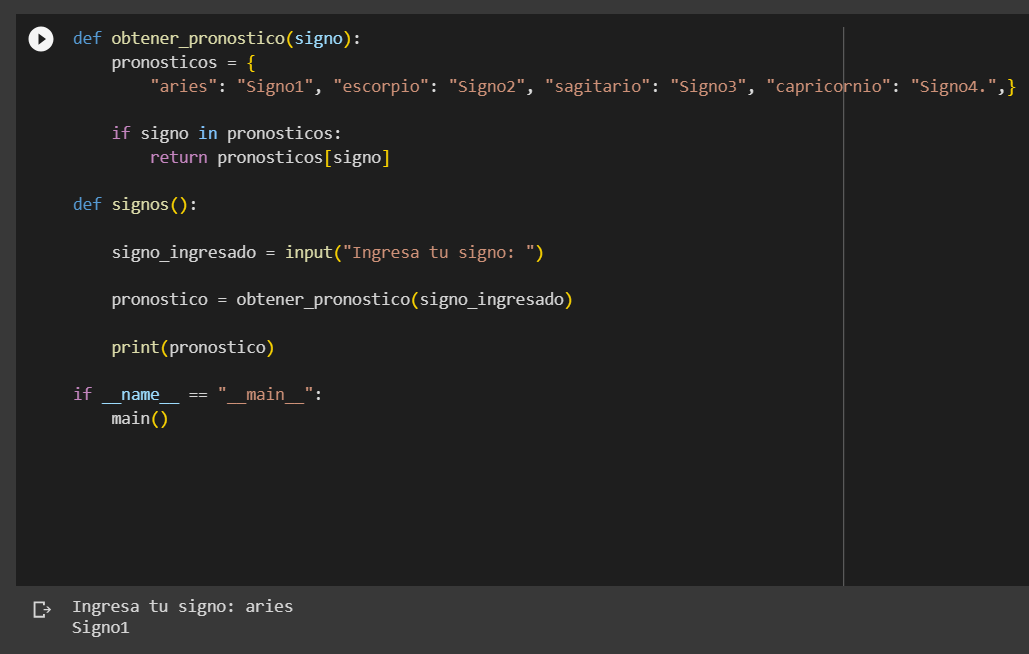 def obtener_pronostico(signo):
    pronosticos = {
        "aries": "Signo1", "escorpio": "Signo2", "sagitario": "Signo3", "capricornio": "Signo4.",}
    if signo in pronosticos:
        return pronosticos[signo]
def signos():
    signo_ingresado = input("Ingresa tu signo: ")
    pronostico = obtener_pronostico(signo_ingresado)
    print(pronostico)
if __name__ == "__main__":
    main()
Ingresa tu signo: aries
Signo1